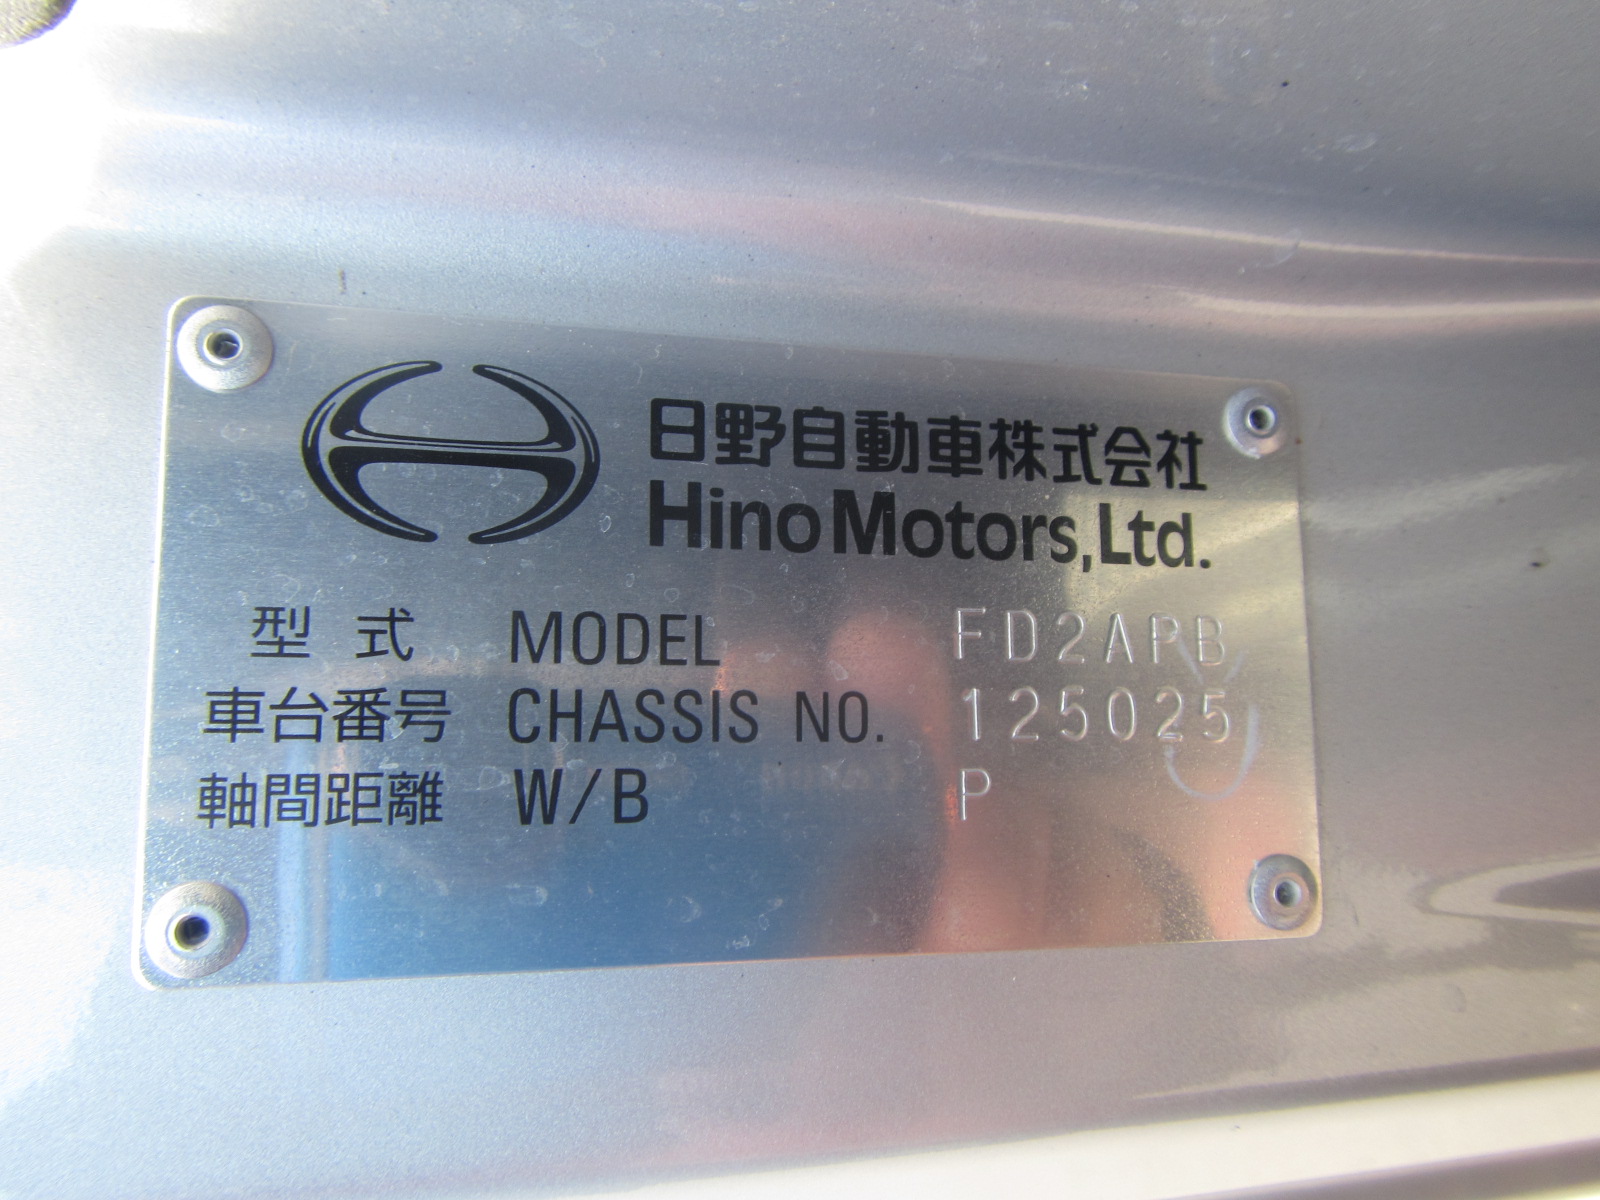 日野自動車株式会社
Hino Motors, Ltd.
型式 MODEL FD2APB
車台番号 CHASSIS NO. 125025
軸間距離 W/B P